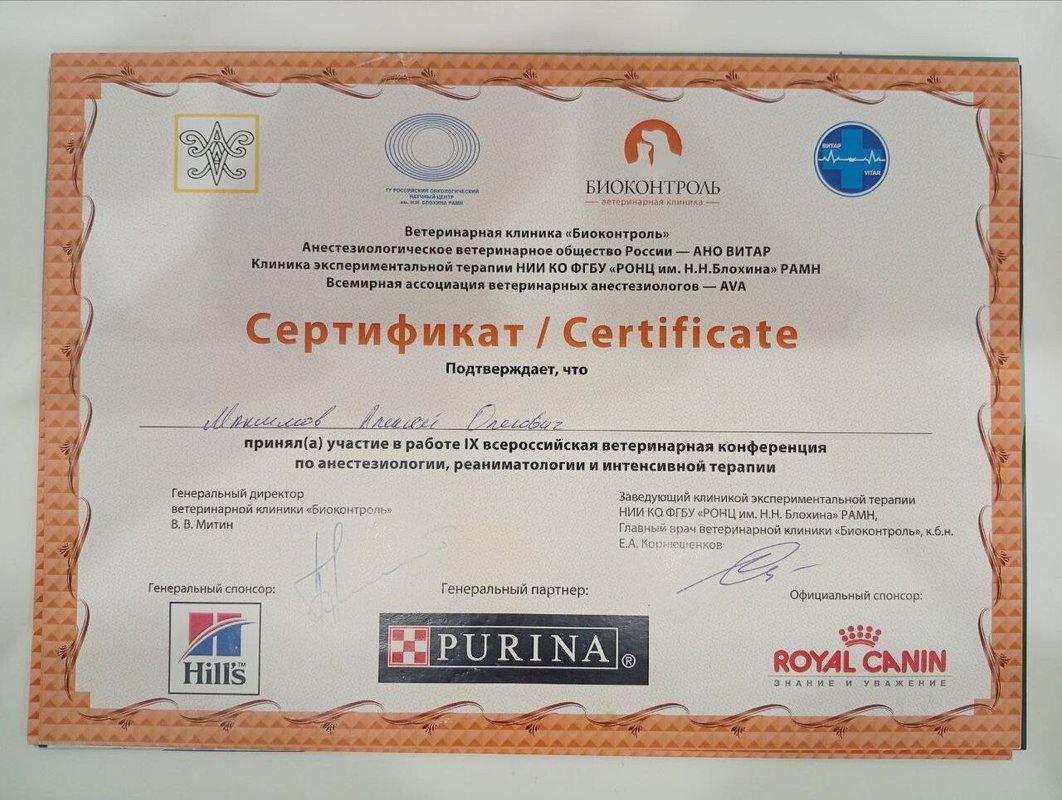 ГУ РОССИЙСКИЙ ОНКОЛОГИЧЕСКИЙ
НАУЧНЫЙ ЦЕНТР
им. Н.Н. БЛОХИНА РАМН
БИОКОНТРОЛЬ
ветеринарная клиника
ВИТАР
VITAR
Ветеринарная клиника «Биоконтроль»
Анестезиологическое ветеринарное общество России — АНО ВИТАР
Клиника экспериментальной терапии НИИ КО ФГБУ «РОНЦ им. Н.Н.Блохина» РАМН
Всемирная ассоциация ветеринарных анестезиологов — AVA
Сертификат / Certificate
Подтверждает, что
Максимов Алексей Олегович
принял(а) участие в работе IX всероссийская ветеринарная конференция
по анестезиологии, реаниматологии и интенсивной терапии
Генеральный директор
ветеринарной клиники «Биоконтроль»
В. В. Митин
Заведующий клиникой экспериментальной терапии
НИИ КО ФГБУ «РОНЦ им. Н.Н. Блохина» РАМН,
Главный врач ветеринарной клиники «Биоконтроль», к.б.н.
Е.А. Корнюшенков
Генеральный спонсор:
Hill's™
Генеральный партнер:
PURINA®
Официальный спонсор:
ROYAL CANIN
ЗНАНИЕ И УВАЖЕНИЕ